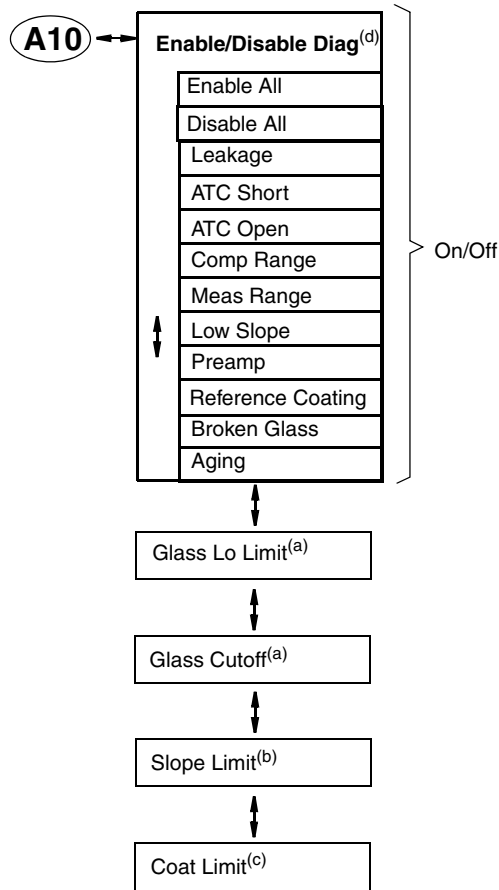 A10
Enable/Disable Diag(d)
Enable All
Disable All
Leakage
ATC Short
ATC Open
Comp Range
Meas Range
Low Slope
Preamp
Reference Coating
Broken Glass
Aging
On/Off
Glass Lo Limit(a)
Glass Cutoff(a)
Slope Limit(b)
Coat Limit(c)